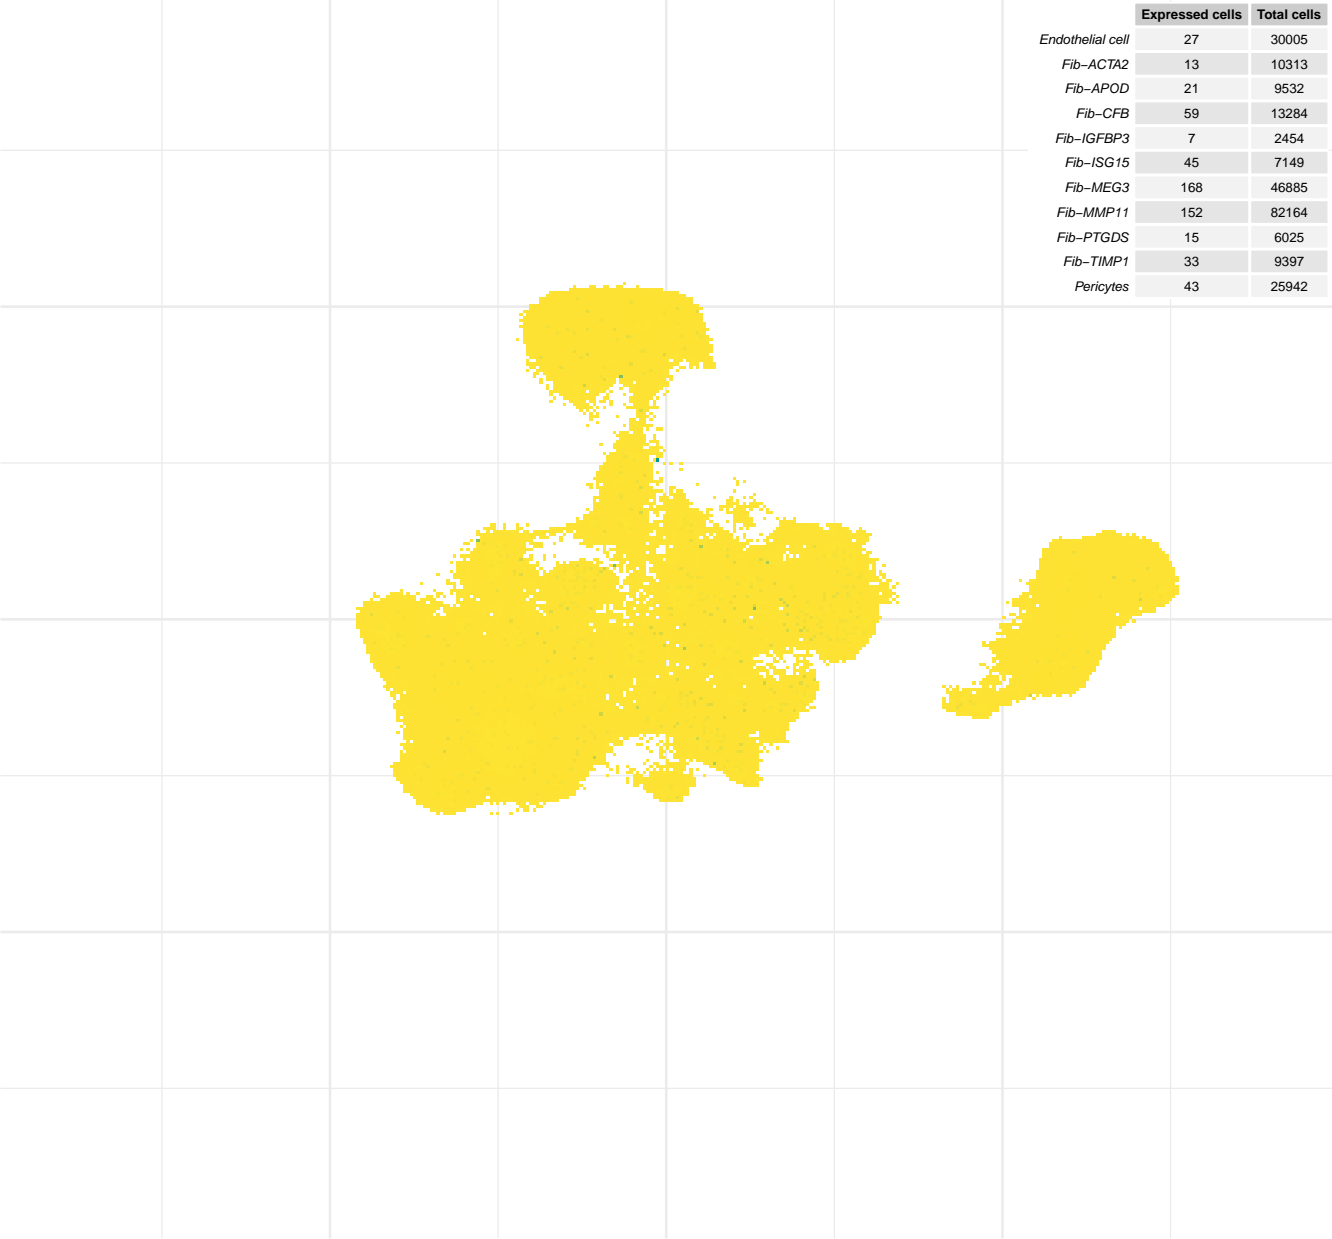 Expressed cells Total cells
Endothelial cell 27 30005
Fib−ACTA2 13 10313
Fib−APOD 21 9532
Fib−CFB 59 13284
Fib−IGFBP3 7 2454
Fib−ISG15 45 7149
Fib−MEG3 168 46885
Fib−MMP11 152 82164
Fib−PTGDS 15 6025
Fib−TIMP1 33 9397
Pericytes 43 25942